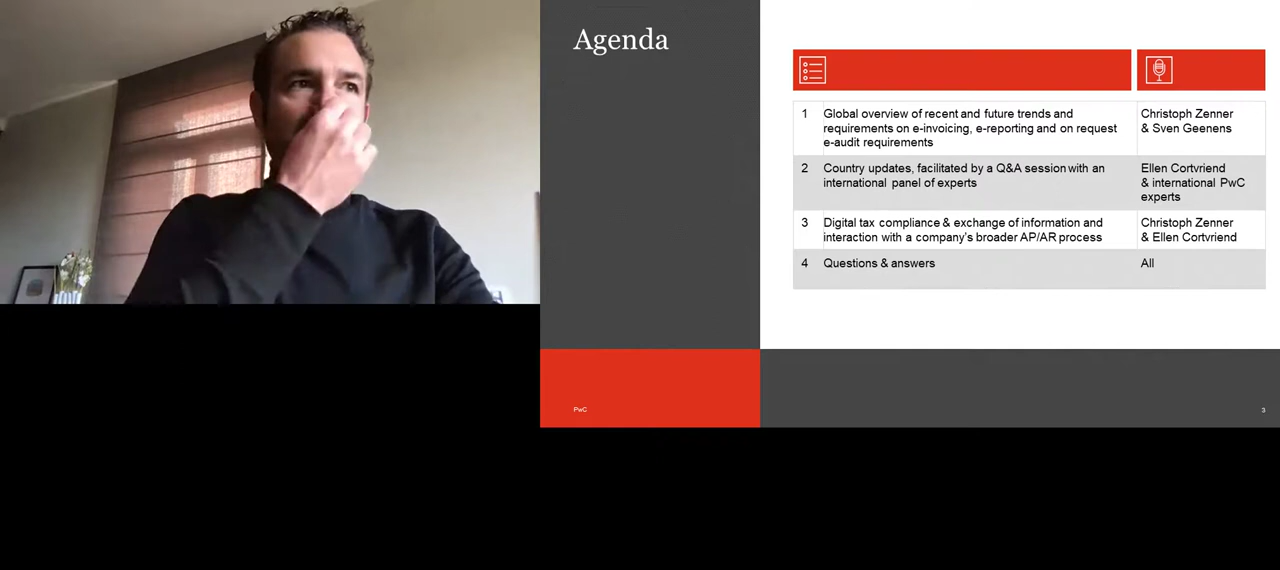 Agenda
1 Global overview of recent and future trends and
requirements on e-invoicing, e-reporting and on request
e-audit requirements
Christoph Zenner
& Sven Geenens
2 Country updates, facilitated by a Q&A session with an
international panel of experts
Ellen Cortvriend
& international PwC
experts
3 Digital tax compliance & exchange of information and
interaction with a company's broader AP/AR process
Christoph Zenner
& Ellen Cortvriend
4 Questions & answers
All
PwC
3